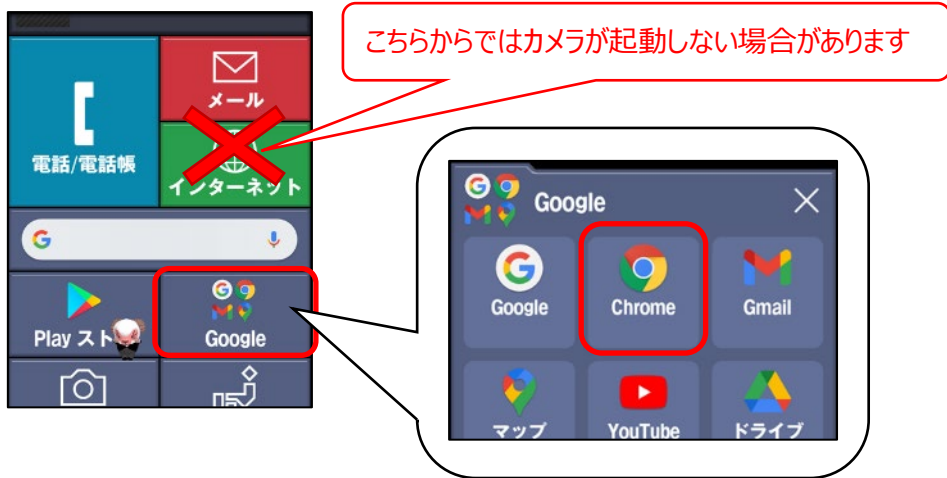 こちらからではカメラが起動しない場合があります
メール
電話/電話帳
インターネット
Google
Google
Chrome
Gmail
Play スト
Google
マップ
YouTube
ドライブ